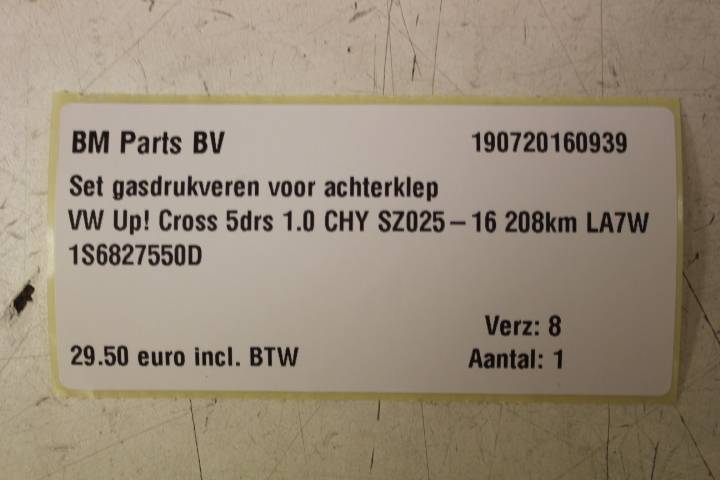 BM Parts BV 190720160939
Set gasdrukveren voor achterklep
VW Up! Cross 5drs 1.0 CHY SZ025-16 208km LA7W
1S6827550D
Verz: 8
29.50 euro incl. BTW Aantal: 1